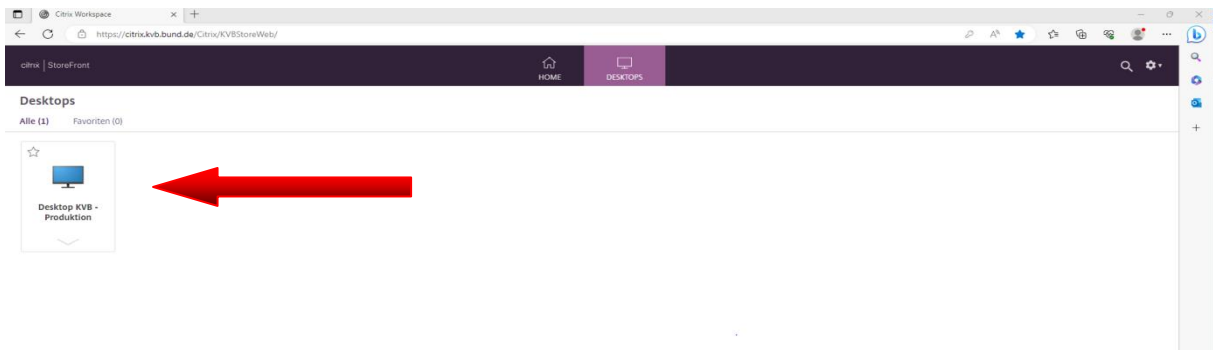 Citrix Workspace
https://citrix.kvb.bund.de/Citrix/KVBStoreWeb/
citrix | StoreFront
HOME
DESKTOPS
Desktops
Alle (1) Favoriten (0)
Desktop KVB -
Produktion